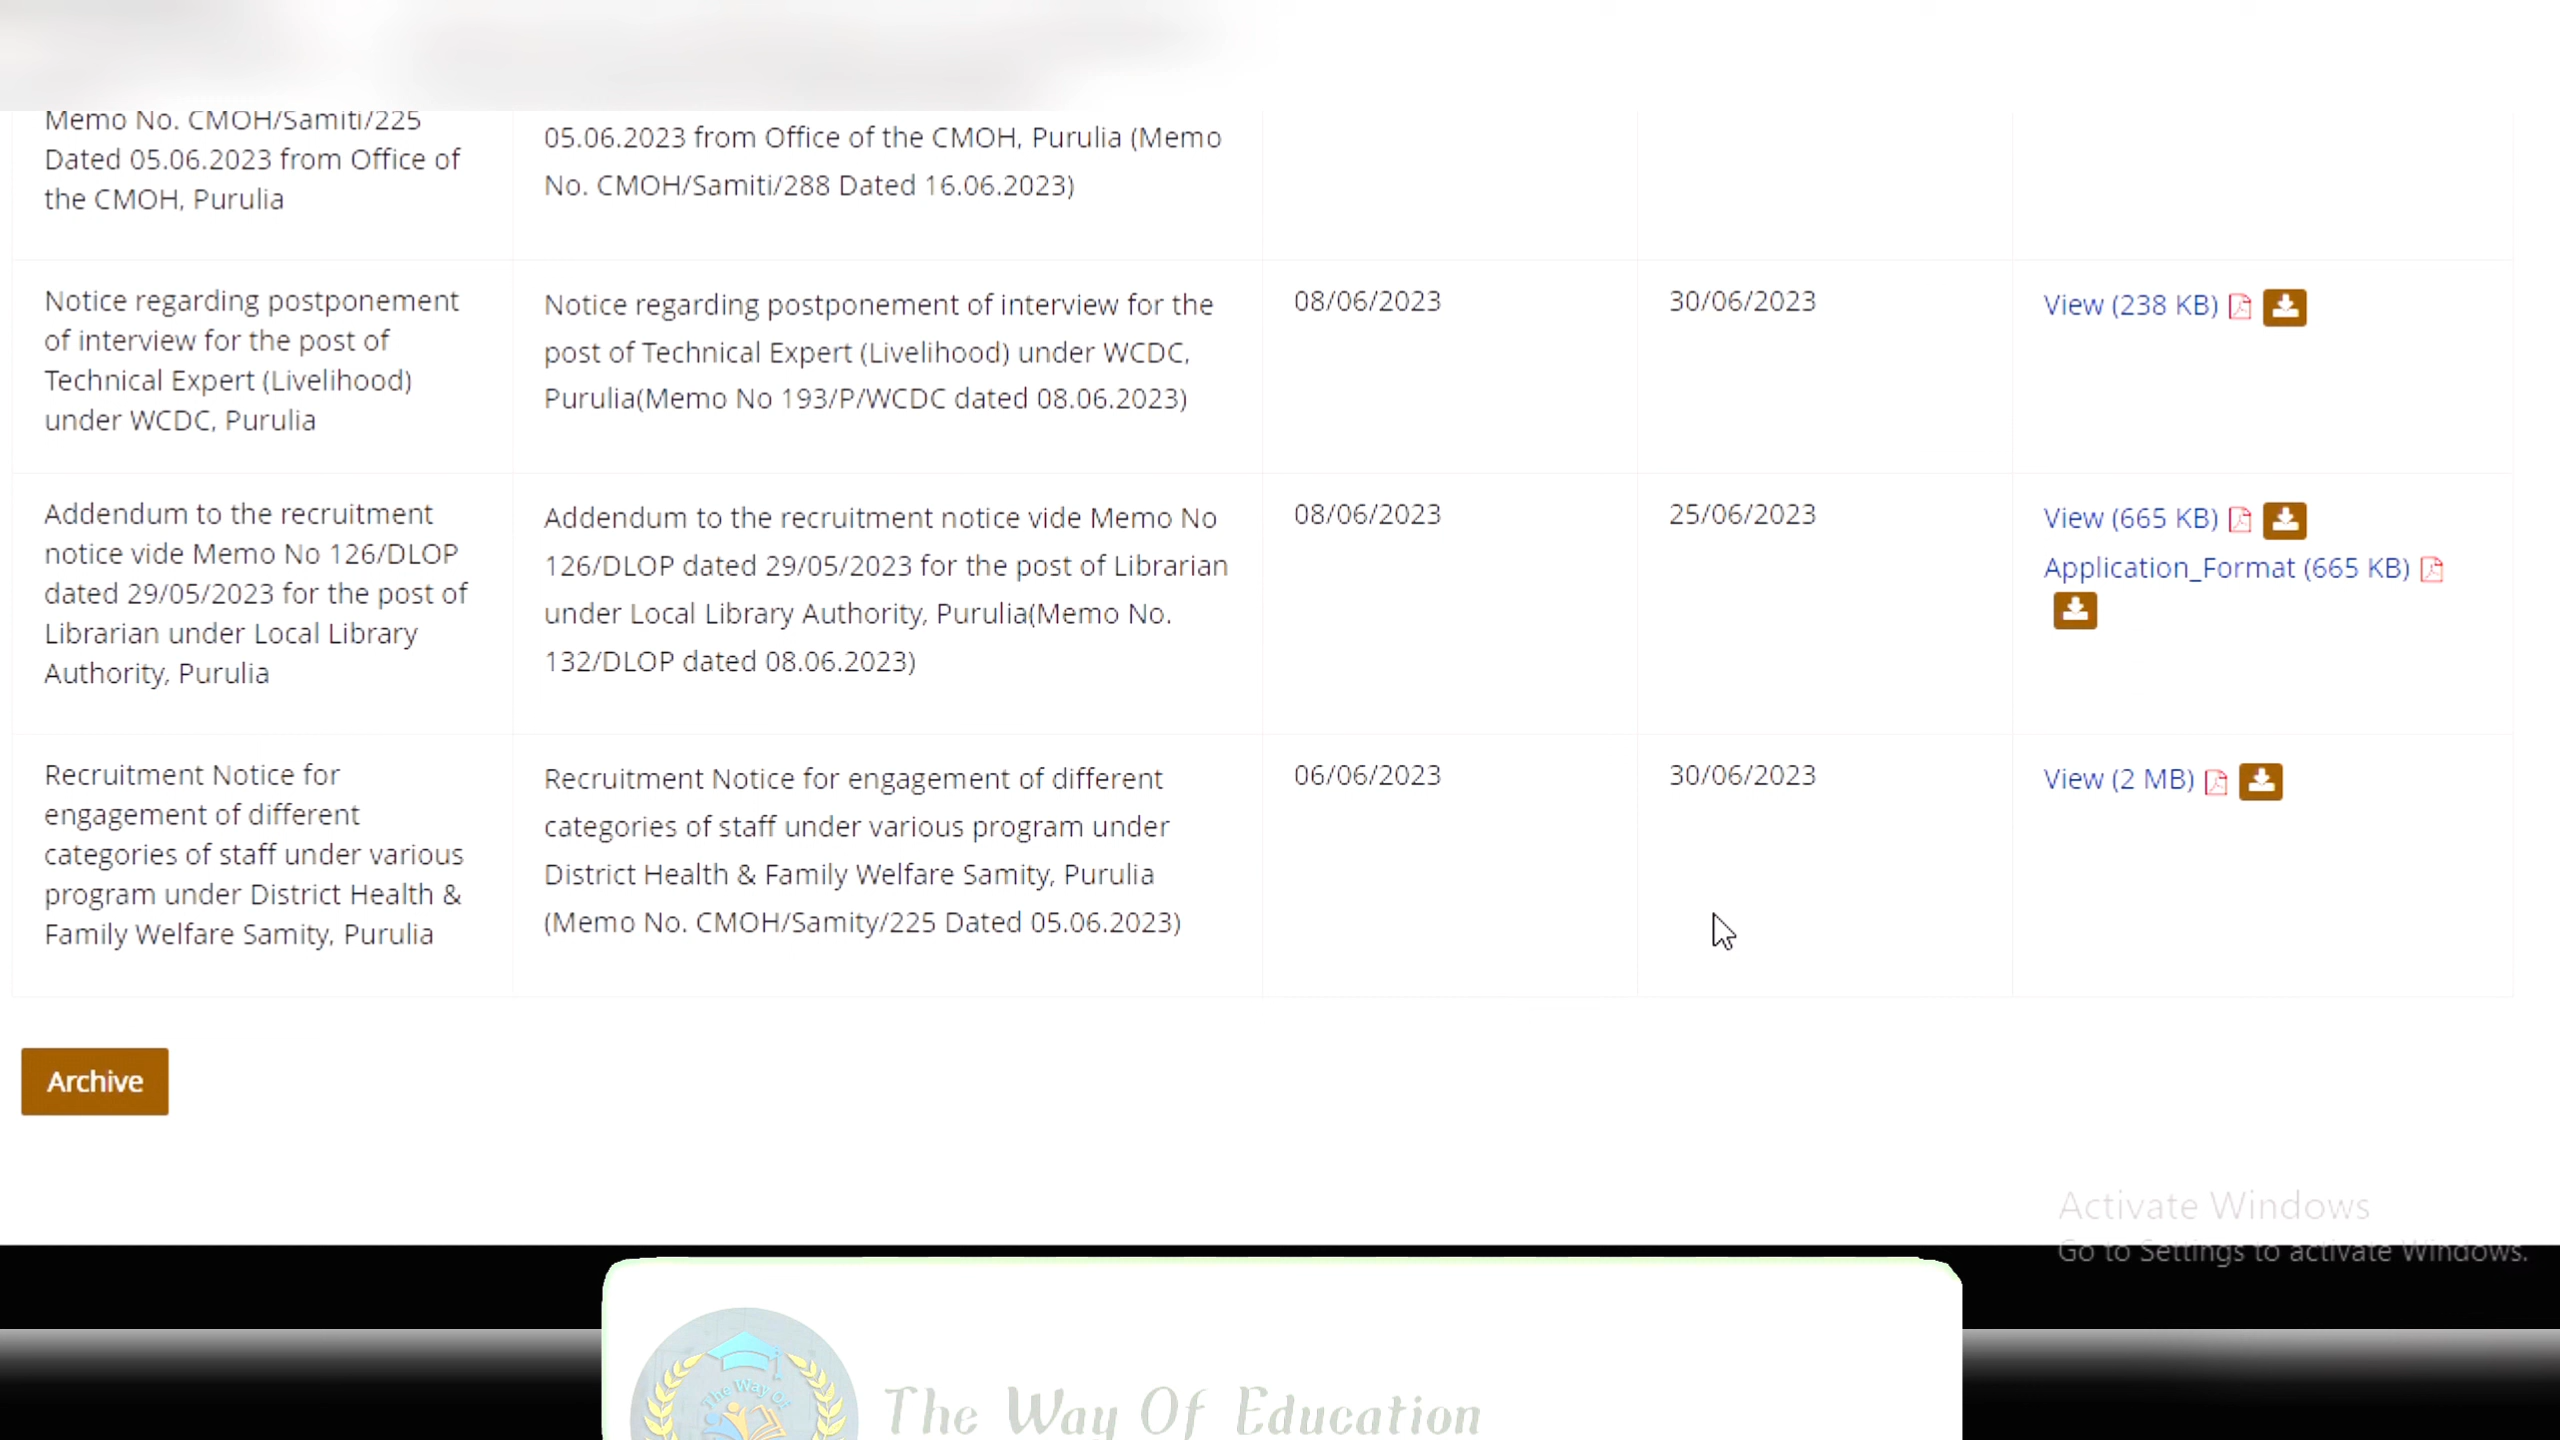 Memo No. CMOH/Samiti/225
Dated 05.06.2023 from Office of
the CMOH, Purulia
05.06.2023 from Office of the CMOH, Purulia (Memo
No. CMOH/Samiti/288 Dated 16.06.2023)
Notice regarding postponement
of interview for the post of
Technical Expert (Livelihood)
under WCDC, Purulia
Notice regarding postponement of interview for the
post of Technical Expert (Livelihood) under WCDC,
Purulia(Memo No 193/P/WCDC dated 08.06.2023)
08/06/2023
30/06/2023
View (238 KB)
Addendum to the recruitment
notice vide Memo No 126/DLOP
dated 29/05/2023 for the post of
Librarian under Local Library
Authority, Purulia
Addendum to the recruitment notice vide Memo No
126/DLOP dated 29/05/2023 for the post of Librarian
under Local Library Authority, Purulia(Memo No.
132/DLOP dated 08.06.2023)
08/06/2023
25/06/2023
View (665 KB)
Application_Format (665 KB)
Recruitment Notice for
engagement of different
categories of staff under various
program under District Health &
Family Welfare Samity, Purulia
Recruitment Notice for engagement of different
categories of staff under various program under
District Health & Family Welfare Samity, Purulia
(Memo No. CMOH/Samity/225 Dated 05.06.2023)
06/06/2023
30/06/2023
View (2 MB)
Archive
Activate Windows
Go to Settings to activate Windows.
The Way Of
The Way Of Education